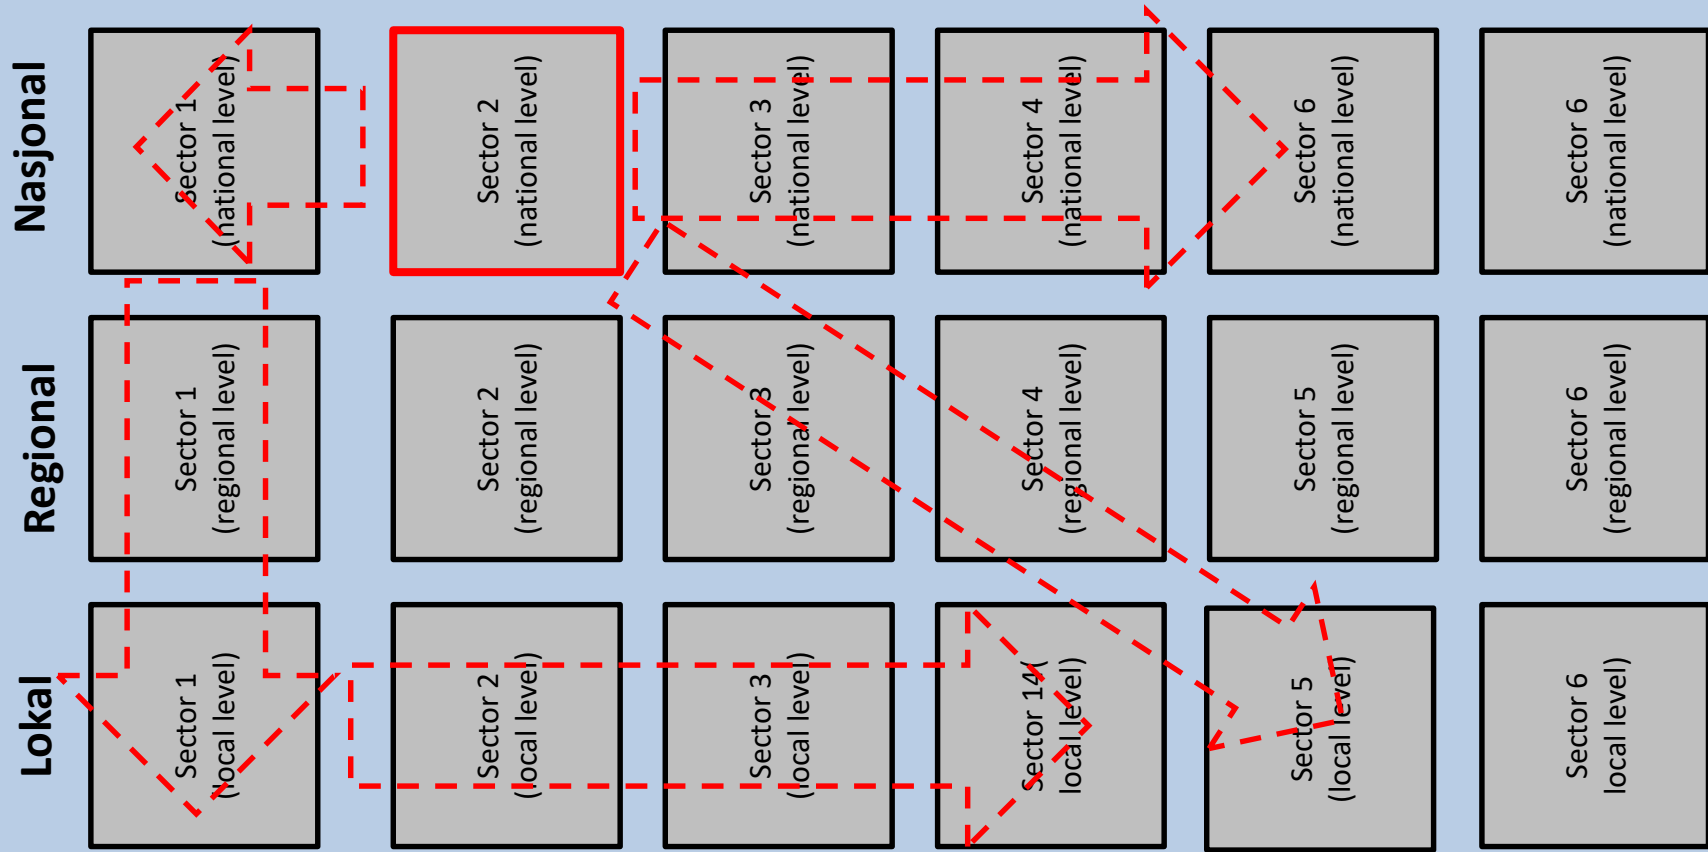 Nasjonal
Sector 1
(national level)
Sector 2
(national level)
Sector 3
(national level)
Sector 4
(national level)
Sector 6
(national level)
Sector 6
(national level)
Regional
Sector 1
(regional level)
Sector 2
(regional level)
Sector 3
(regional level)
Sector 4
(regional level)
Sector 5
(regional level)
Sector 6
(regional level)
Lokal
Sector 1
(local level)
Sector 2
(local level)
Sector 3
(local level)
Sector 14(
local level)
Sector 5
(local level)
Sector 6
local level)